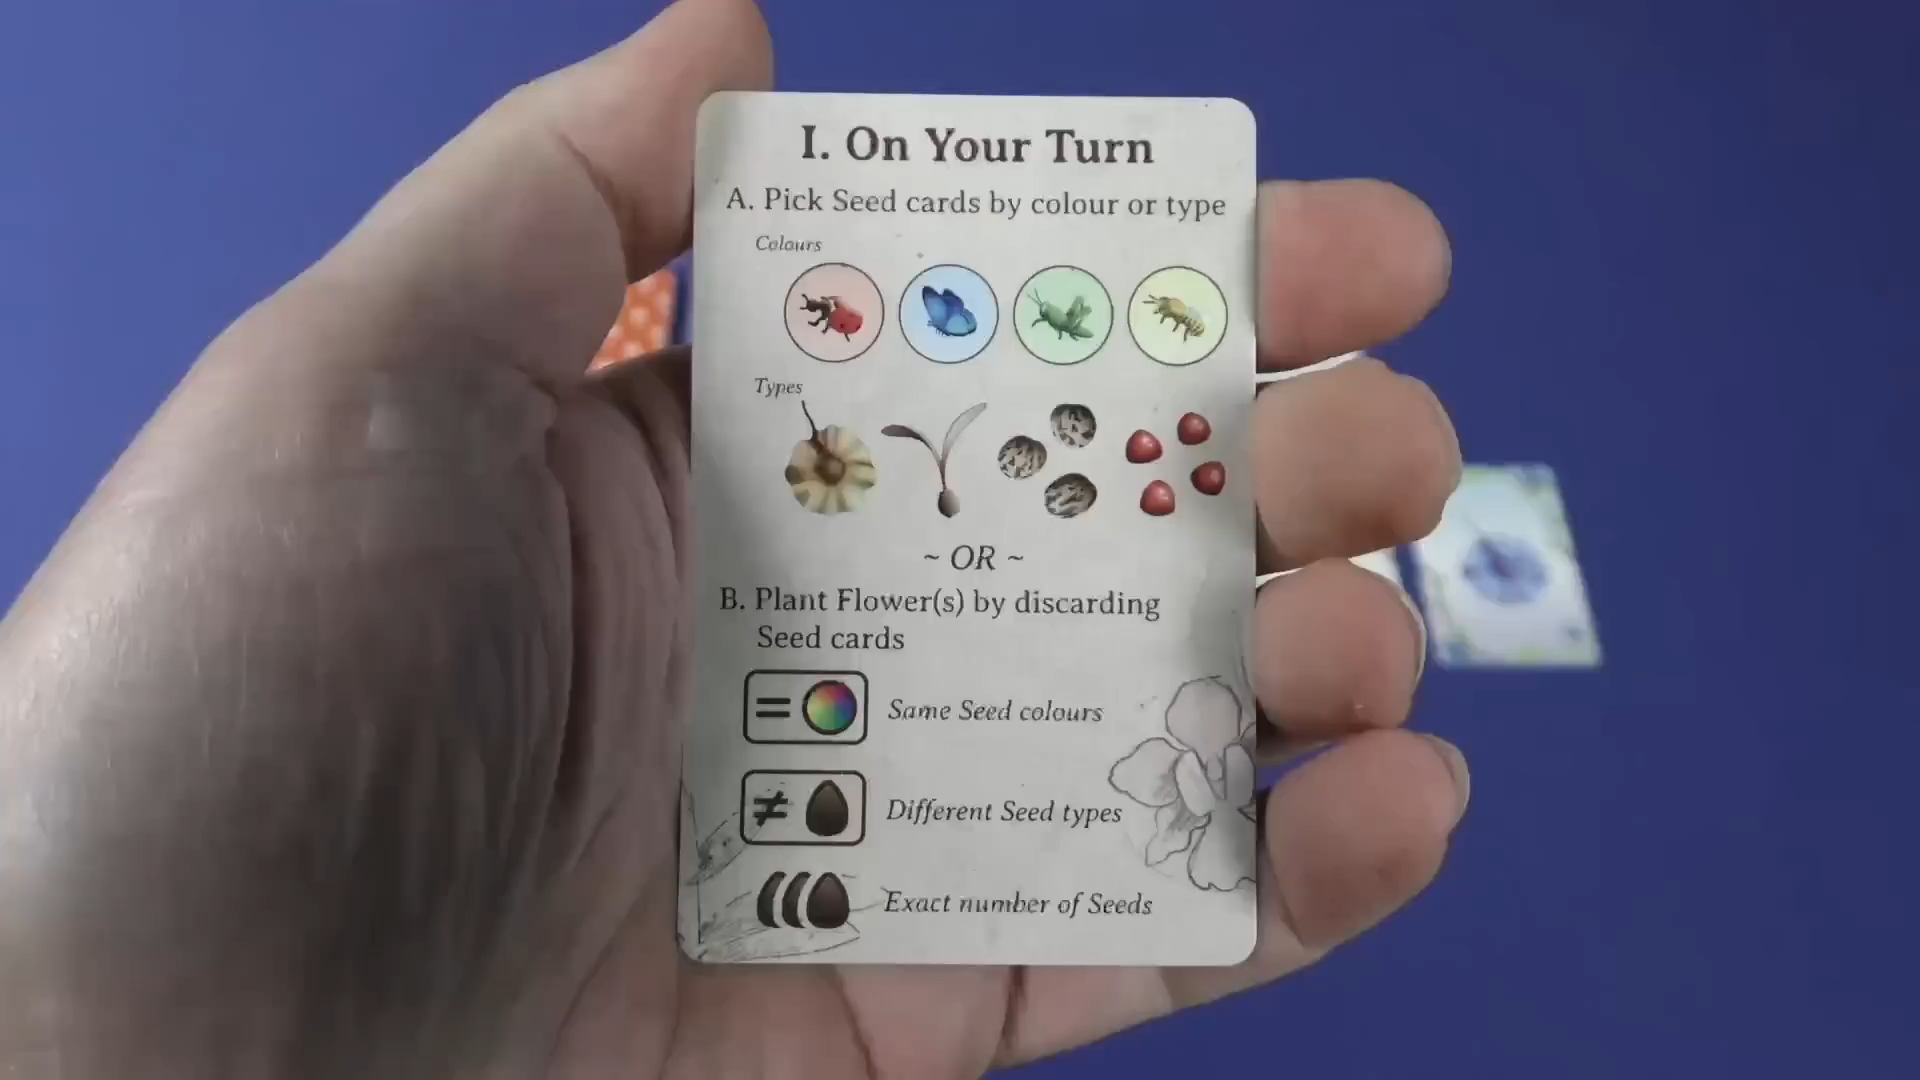 I. On Your Turn
A. Pick Seed cards by colour or type
Colours
Types
~ OR ~
B. Plant Flower(s) by discarding
Seed cards
= Same Seed colours
≠ Different Seed types
Exact number of Seeds